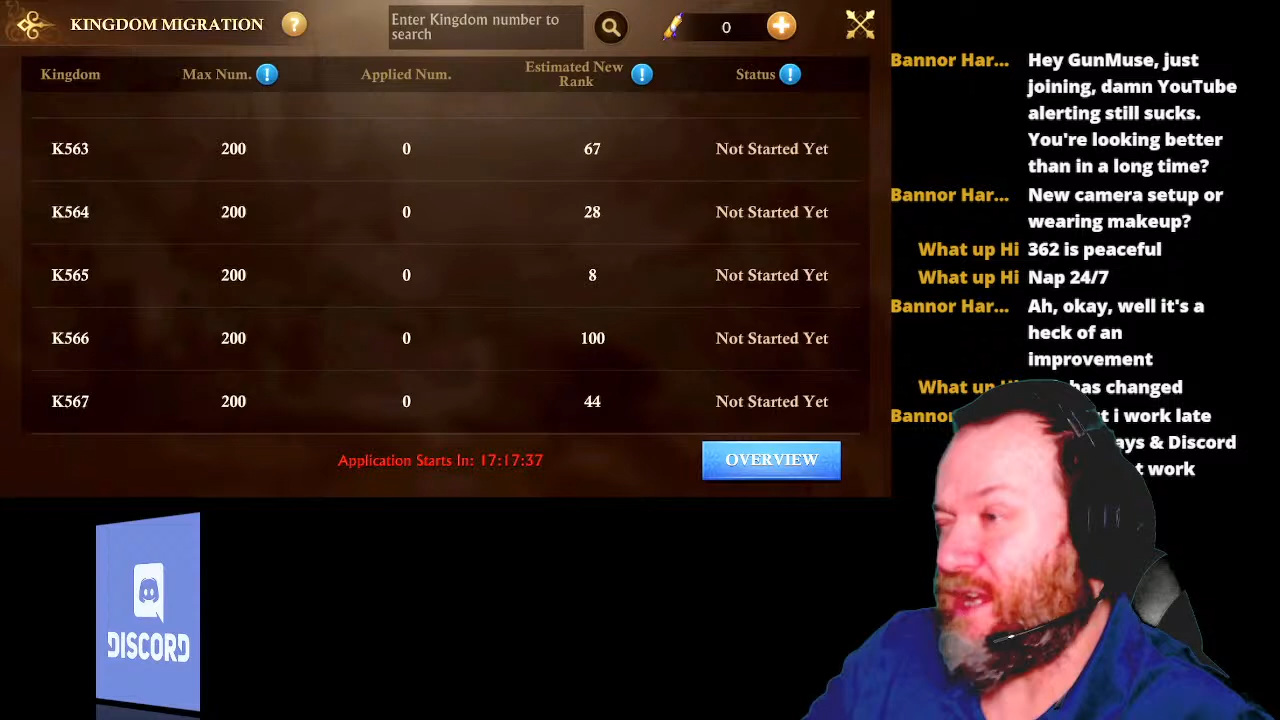 KINGDOM MIGRATION
?
Enter Kingdom number to
search
0
Kingdom
Max Num.
Applied Num.
Estimated New
Rank
Status
K563 200 0 67 Not Started Yet
K564 200 0 28 Not Started Yet
K565 200 0 8 Not Started Yet
K566 200 0 100 Not Started Yet
K567 200 0 44 Not Started Yet
Application Starts In: 17:17:37
OVERVIEW
Bannor Har... Hey GunMuse, just
joining, damn YouTube
alerting still sucks.
You're looking better
than in a long time?
Bannor Har... New camera setup or
wearing makeup?
What up Hi 362 is peaceful
What up Hi Nap 24/7
Bannor Har... Ah, okay, well it's a
heck of an
improvement
What up has changed
Bannor i work late
& Discord
work
DISCORD